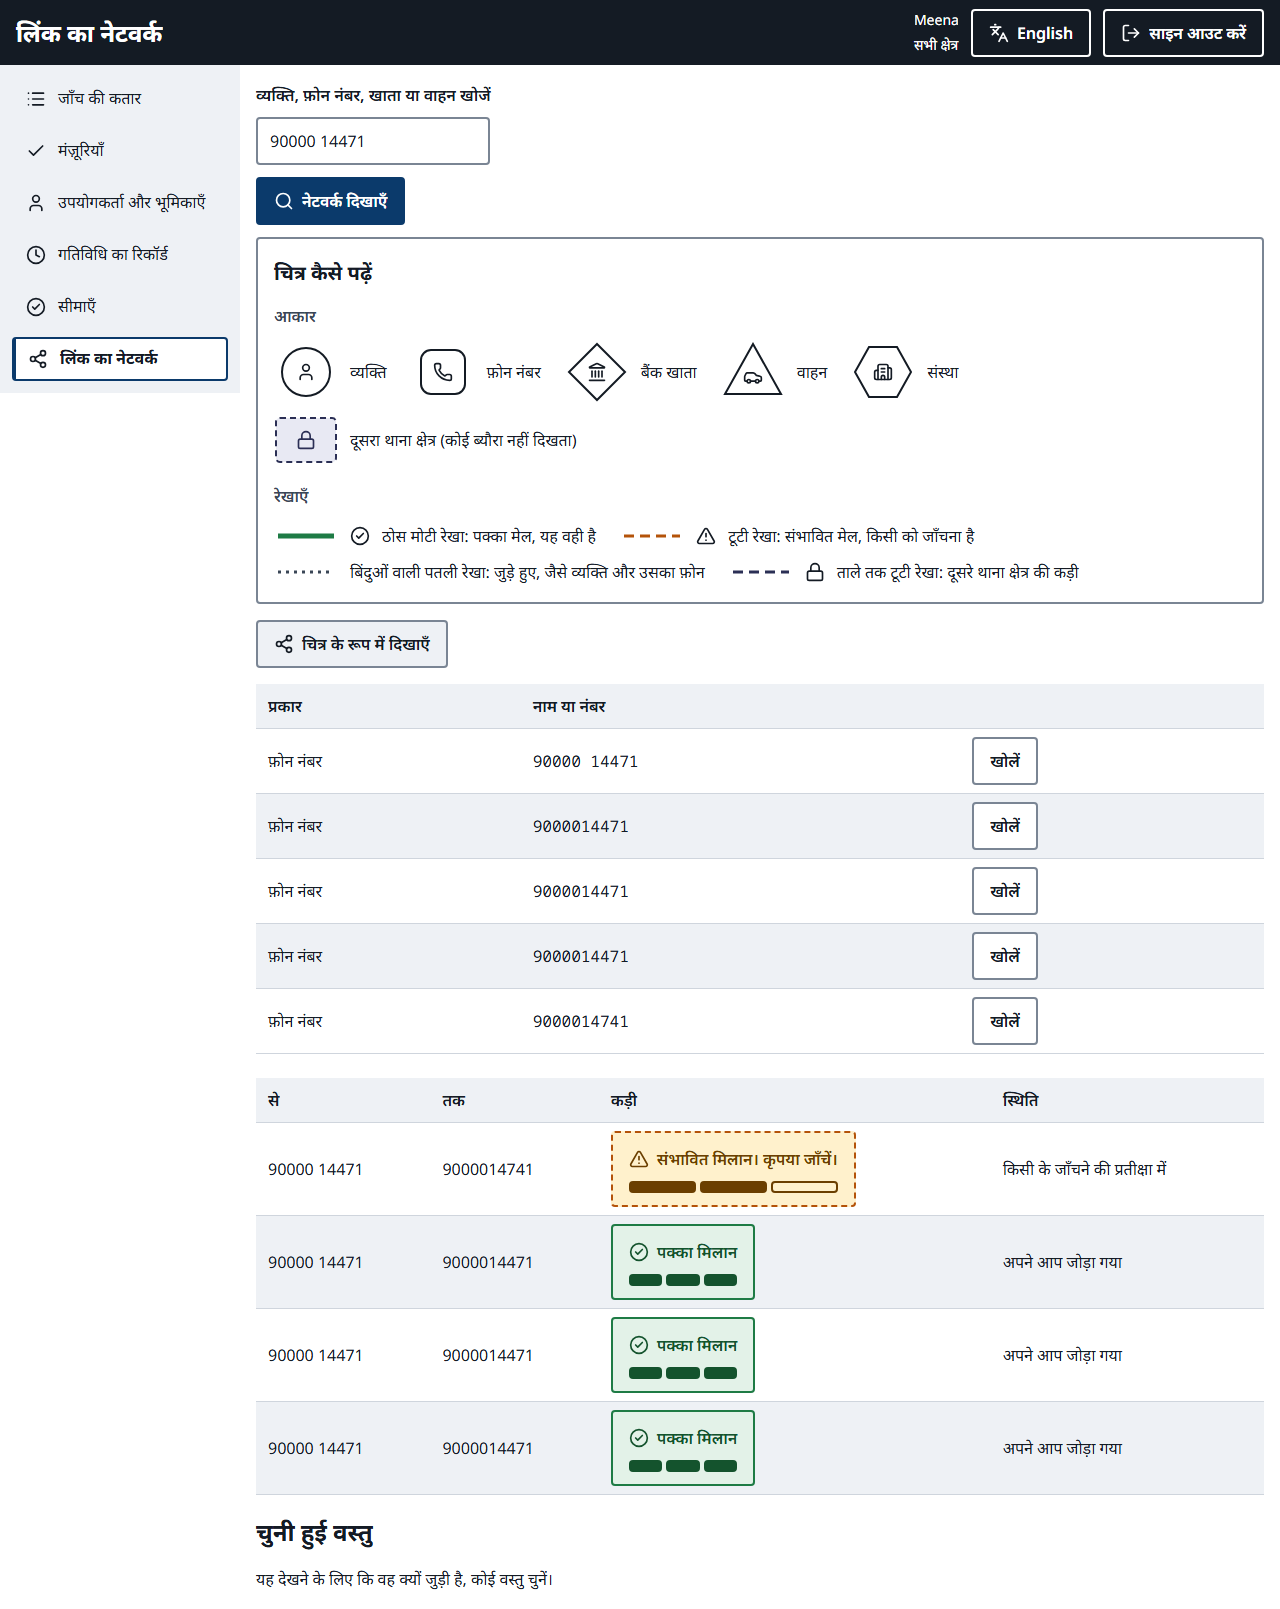 लिंक का नेटवर्क
Meena
सभी क्षेत्र
English
साइन आउट करें
जाँच की कतार
मंज़ूरियाँ
उपयोगकर्ता और भूमिकाएँ
गतिविधि का रिकॉर्ड
सीमाएँ
लिंक का नेटवर्क
व्यक्ति, फ़ोन नंबर, खाता या वाहन खोजें
90000 14471
नेटवर्क दिखाएँ
चित्र कैसे पढ़ें
आकार
व्यक्ति
फ़ोन नंबर
बैंक खाता
वाहन
संस्था
दूसरा थाना क्षेत्र (कोई ब्यौरा नहीं दिखता)
रेखाएँ
ठोस मोटी रेखा: पक्का मेल, यह वही है
टूटी रेखा: संभावित मेल, किसी को जाँचना है
बिंदुओं वाली पतली रेखा: जुड़े हुए, जैसे व्यक्ति और उसका फ़ोन
ताले तक टूटी रेखा: दूसरे थाना क्षेत्र की कड़ी
चित्र के रूप में दिखाएँ
प्रकार नाम या नंबर
फ़ोन नंबर 90000 14471 खोलें
फ़ोन नंबर 9000014471 खोलें
फ़ोन नंबर 9000014471 खोलें
फ़ोन नंबर 9000014471 खोलें
फ़ोन नंबर 9000014741 खोलें
से तक कड़ी स्थिति
90000 14471 9000014741 संभावित मिलान। कृपया जाँचें। किसी के जाँचने की प्रतीक्षा में
90000 14471 9000014471 पक्का मिलान अपने आप जोड़ा गया
90000 14471 9000014471 पक्का मिलान अपने आप जोड़ा गया
90000 14471 9000014471 पक्का मिलान अपने आप जोड़ा गया
चुनी हुई वस्तु
यह देखने के लिए कि वह क्यों जुड़ी है, कोई वस्तु चुनें।